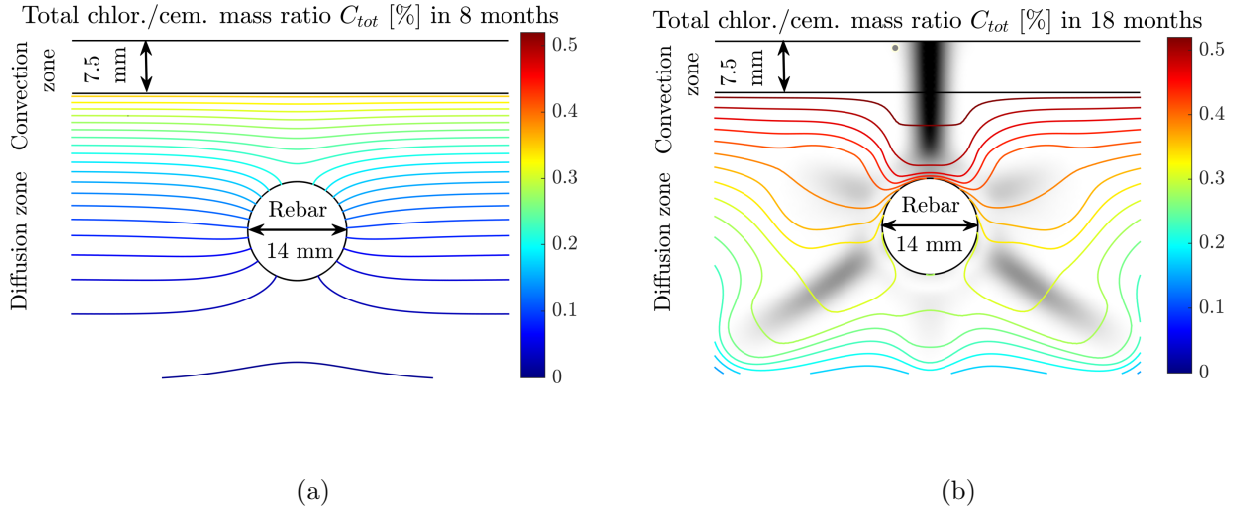 Total chlor./cem. mass ratio C_tot [%] in 8 months
Convection
zone
7.5
mm
Diffusion zone
Rebar
14 mm
0.5
0.4
0.3
0.2
0.1
0
(a)
Total chlor./cem. mass ratio C_tot [%] in 18 months
Convection
zone
7.5
mm
Diffusion zone
Rebar
14 mm
0.5
0.4
0.3
0.2
0.1
0
(b)